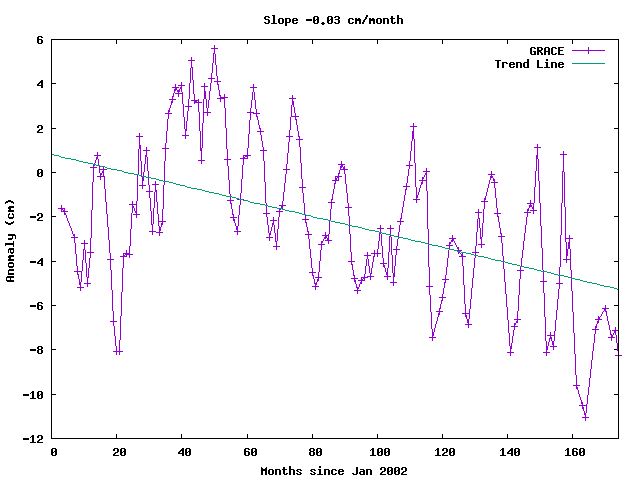 Slope -0.03 cm/month
GRACE
Trend Line
6
4
2
0
-2
-4
-6
-8
-10
-12
Anomaly (cm)
0 20 40 60 80 100 120 140 160
Months since Jan 2002